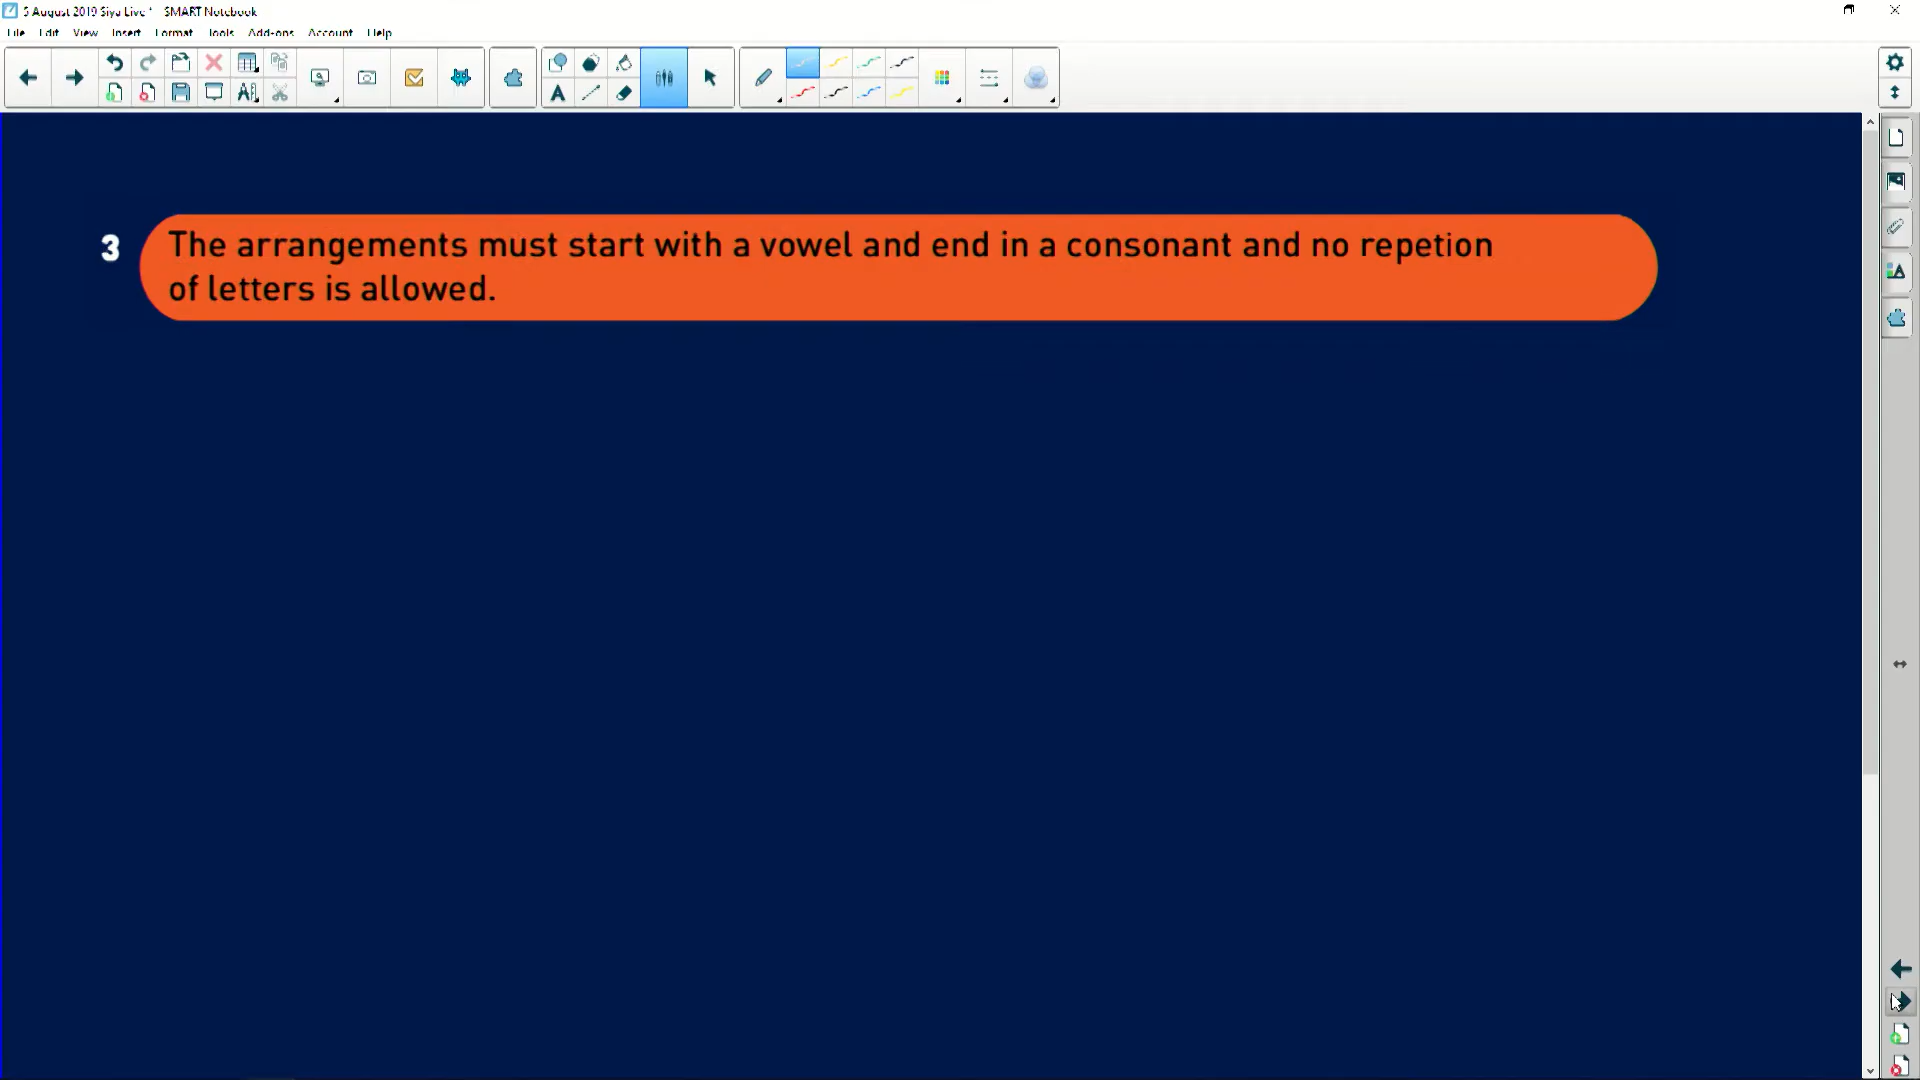 5 August 2019 Siya Live * - SMART Notebook
File Edit View Insert Format Tools Add-ons Account Help
3
The arrangements must start with a vowel and end in a consonant and no repetion
of letters is allowed.